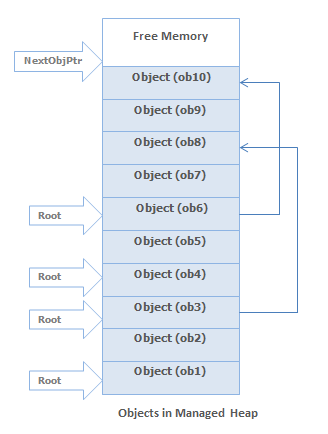 Free Memory
NextObjPtr
Object (ob10)
Object (ob9)
Object (ob8)
Object (ob7)
Root
Object (ob6)
Object (ob5)
Root
Object (ob4)
Root
Object (ob3)
Object (ob2)
Root
Object (ob1)
Objects in Managed Heap